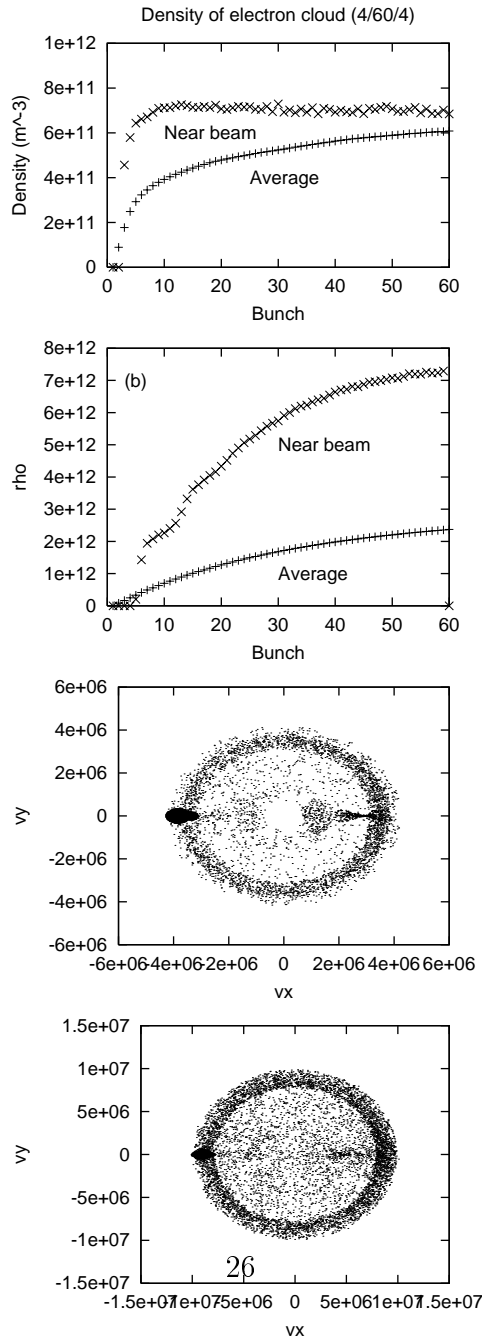 Density of electron cloud (4/60/4)
1e+12
8e+11
6e+11
4e+11
2e+11
0
Density (m^-3)
Near beam
Average
0 10 20 30 40 50 60
Bunch
8e+12
7e+12
6e+12
5e+12
4e+12
3e+12
2e+12
1e+12
0
rho
(b)
Near beam
Average
0 10 20 30 40 50 60
Bunch
6e+06
4e+06
2e+06
0
-2e+06
-4e+06
-6e+06
vy
-6e+06 -4e+06 -2e+06 0 2e+06 4e+06 6e+06
vx
1.5e+07
1e+07
5e+06
0
-5e+06
-1e+07
-1.5e+07
vy
26
-1.5e+07 -1e+07 -5e+06 0 5e+06 1e+07 1.5e+07
vx